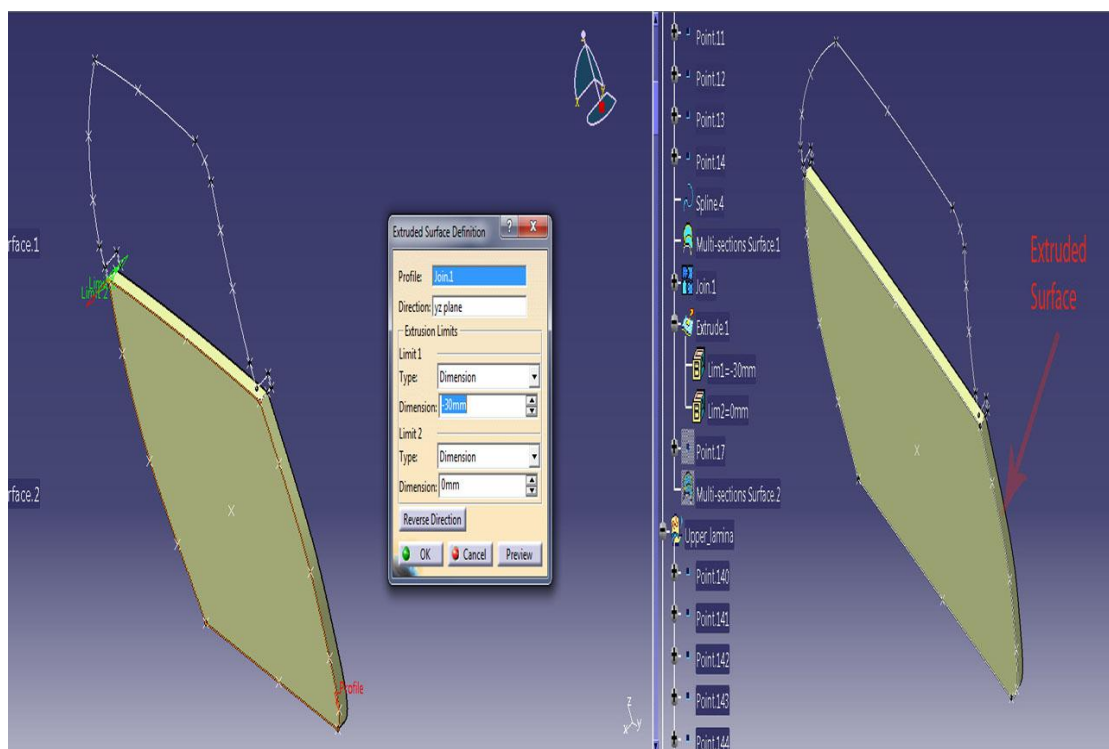 rface.1
rface.2
Limit 2
Profile
Extruded Surface Definition
?
X
Profile: Join.1
Direction: yz plane
Extrusion Limits
Limit 1
Type: Dimension
Dimension: -30mm
Limit 2
Type: Dimension
Dimension: 0mm
Reverse Direction
OK
Cancel
Preview
z
x
y
Point.11
Point.12
Point.13
Point.14
Spline.4
Multi-sections Surface.1
Join.1
Extrude.1
Lim1=-30mm
Lim2=0mm
Point.17
Multi-sections Surface.2
Upper_lamina
Point.140
Point.141
Point.142
Point.143
Point.144
Extruded
Surface